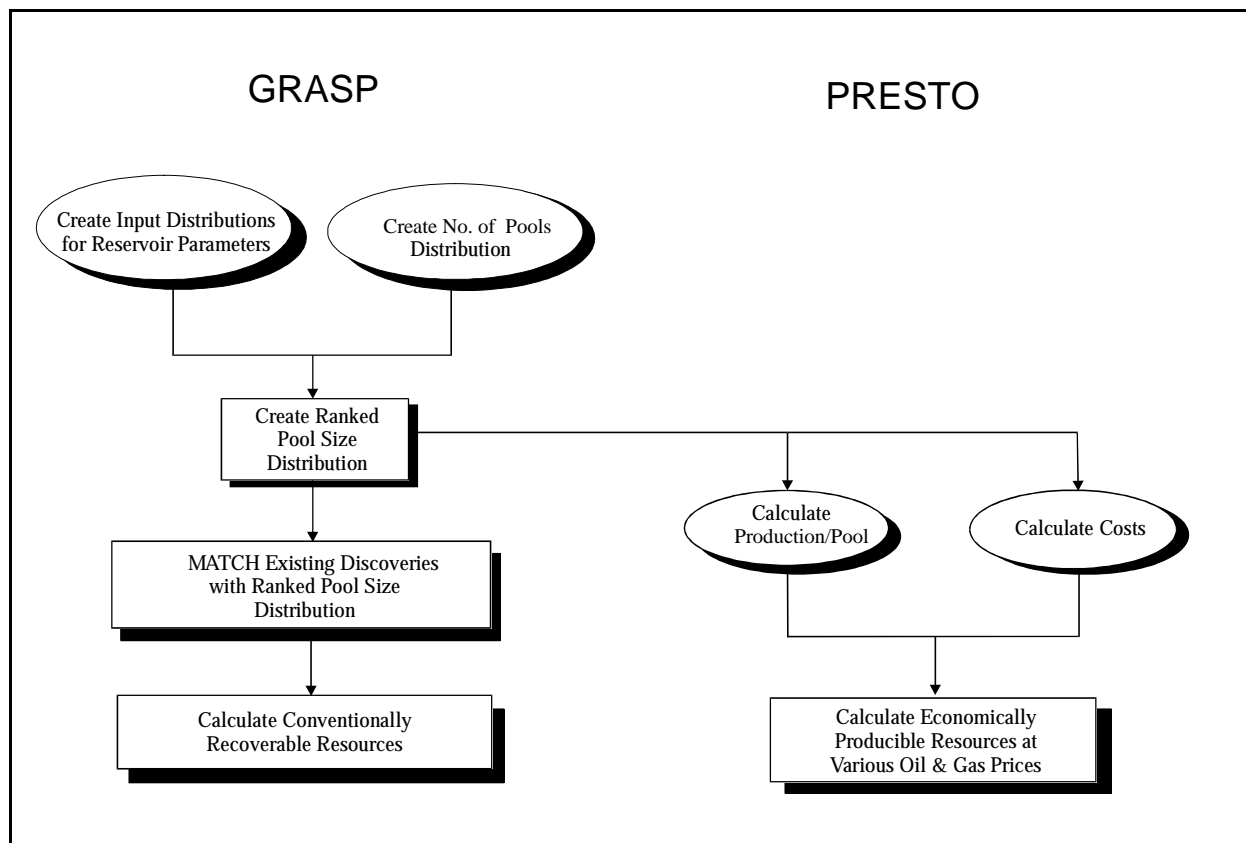 GRASP
PRESTO
Create Input Distributions
for Reservoir Parameters
Create No. of Pools
Distribution
Create Ranked
Pool Size
Distribution
Calculate
Production/Pool
Calculate Costs
MATCH Existing Discoveries
with Ranked Pool Size
Distribution
Calculate Conventionally
Recoverable Resources
Calculate Economically
Producible Resources at
Various Oil & Gas Prices